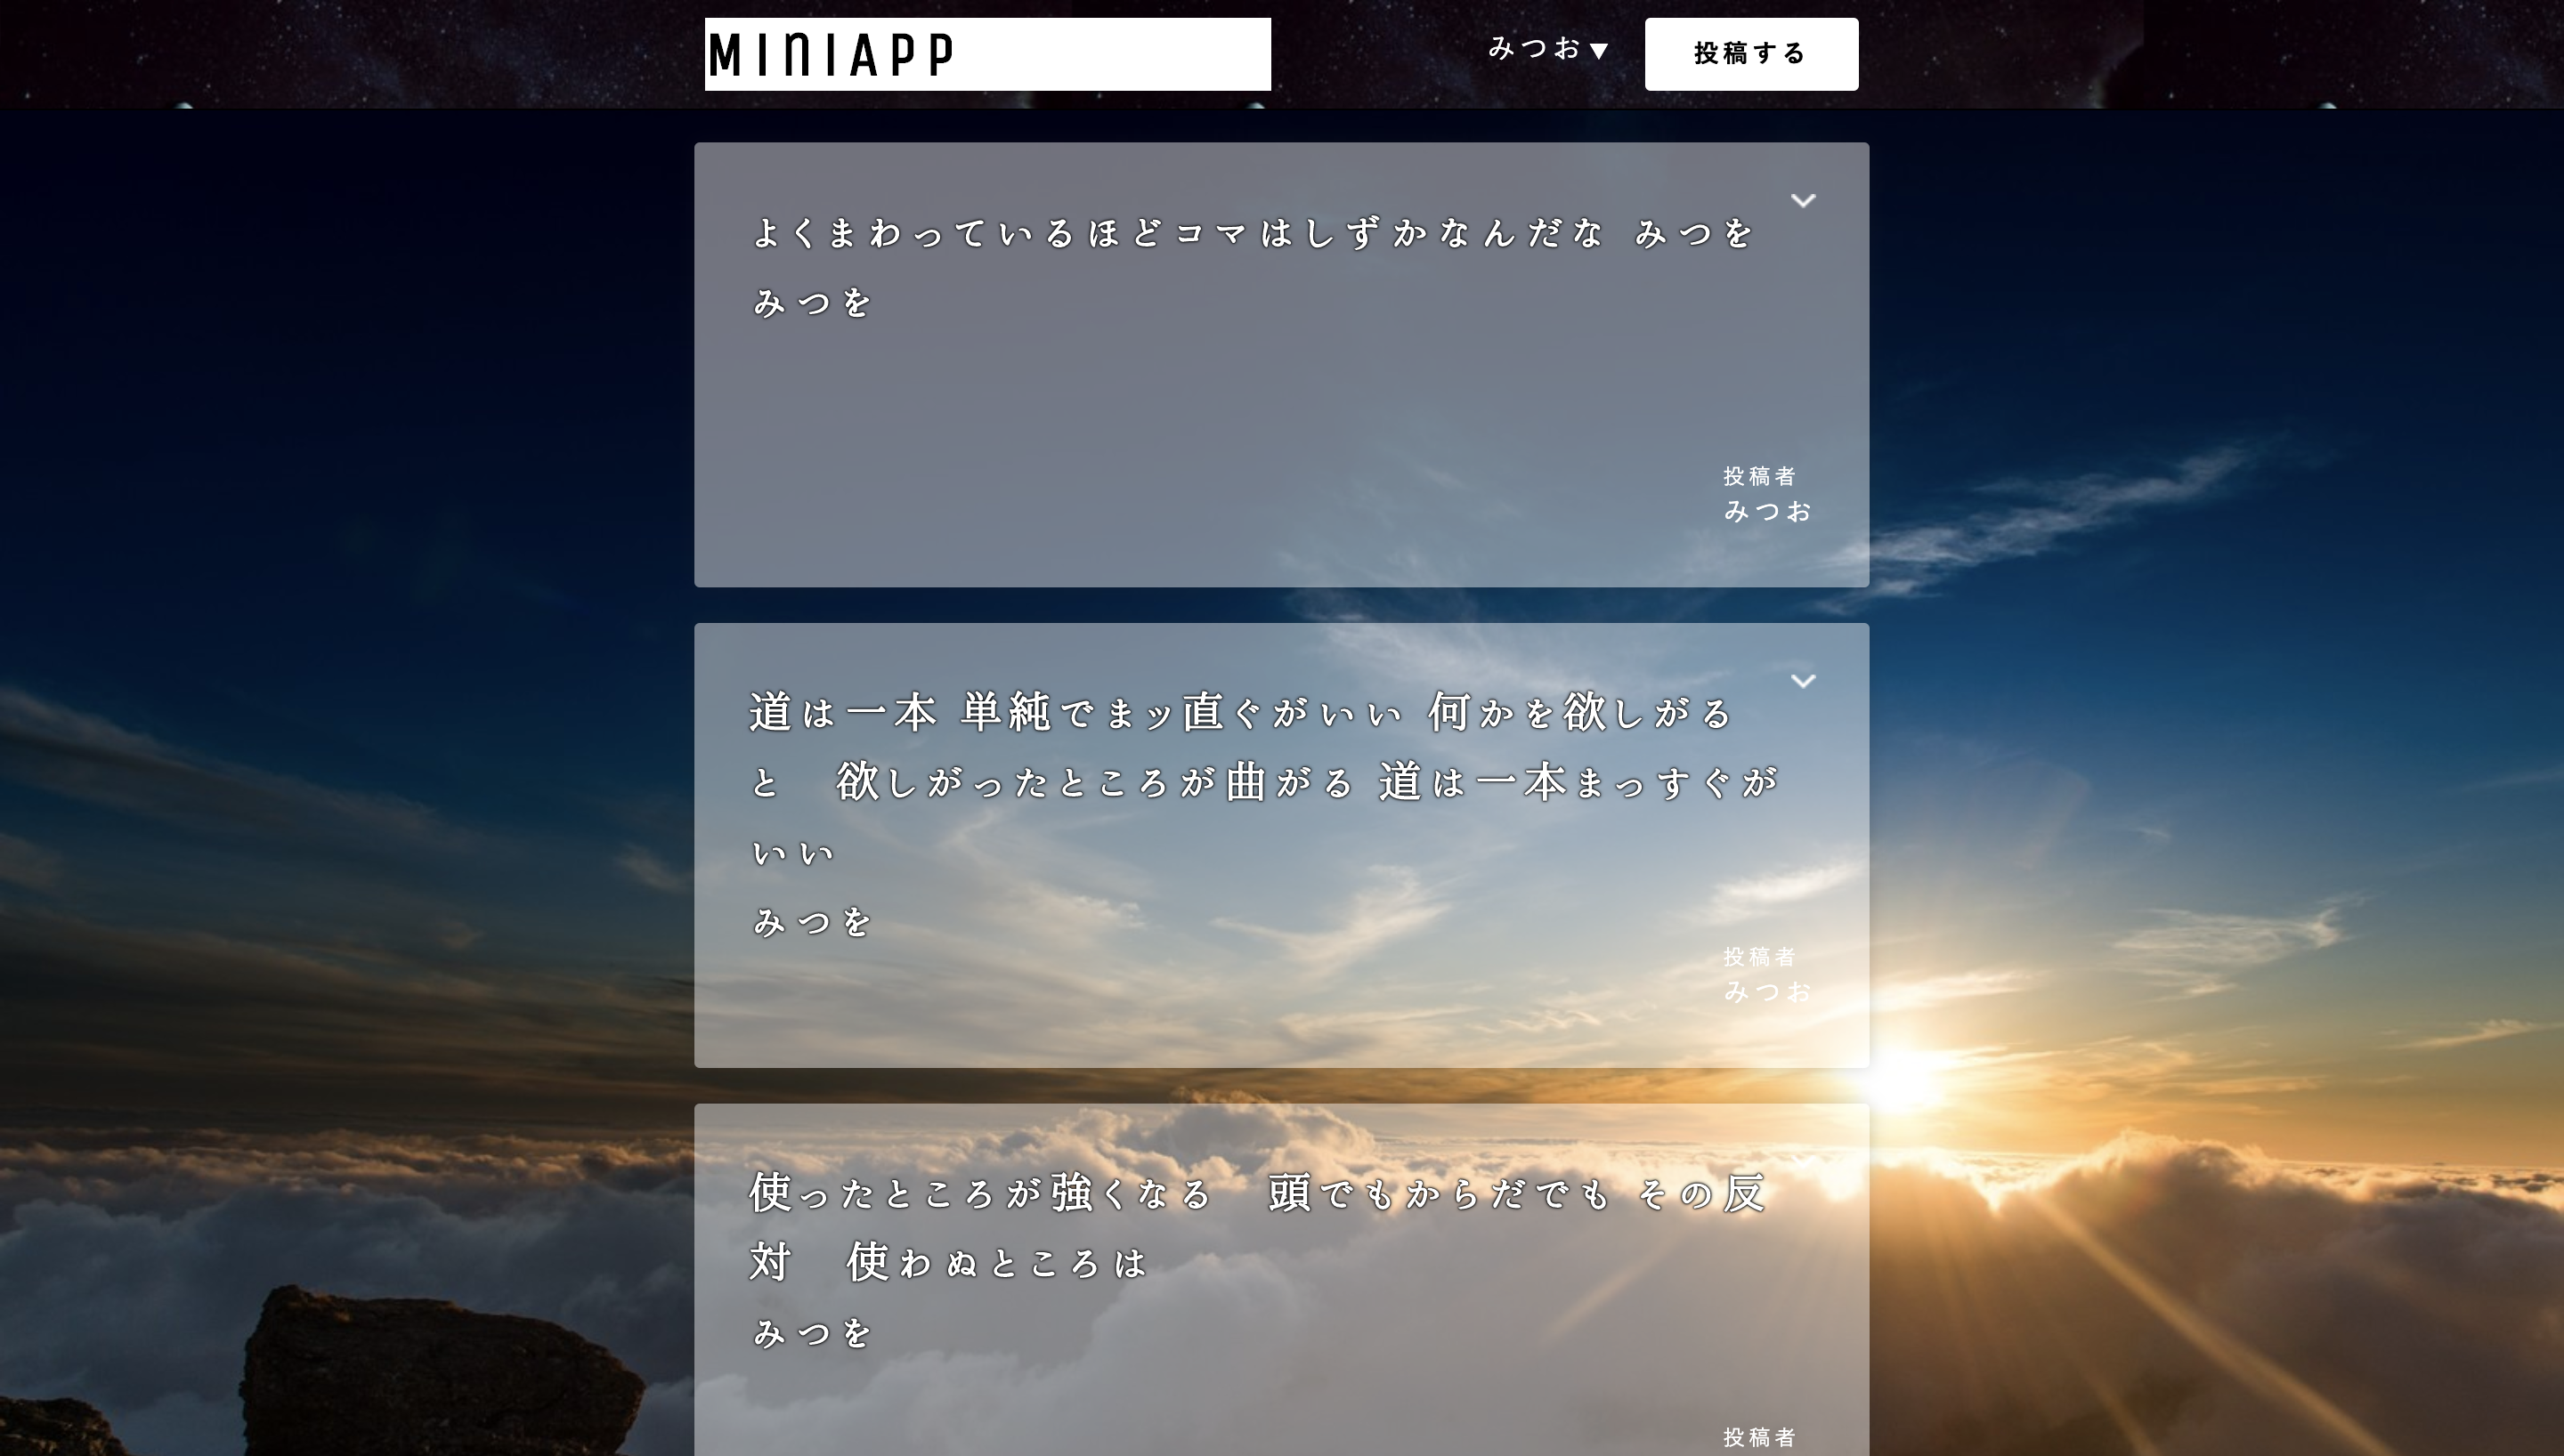 MINIAPP
みつお▼
投稿する
よくまわっているほどコマはしずかなんだな みつを
みつを
投稿者
みつお
道は一本 単純でまッ直ぐがいい 何かを欲しがる
と　欲しがったところが曲がる 道は一本まっすぐが
いい
みつを
投稿者
みつお
使ったところが強くなる　頭でもからだでも その反
対　使わぬところは
みつを
投稿者